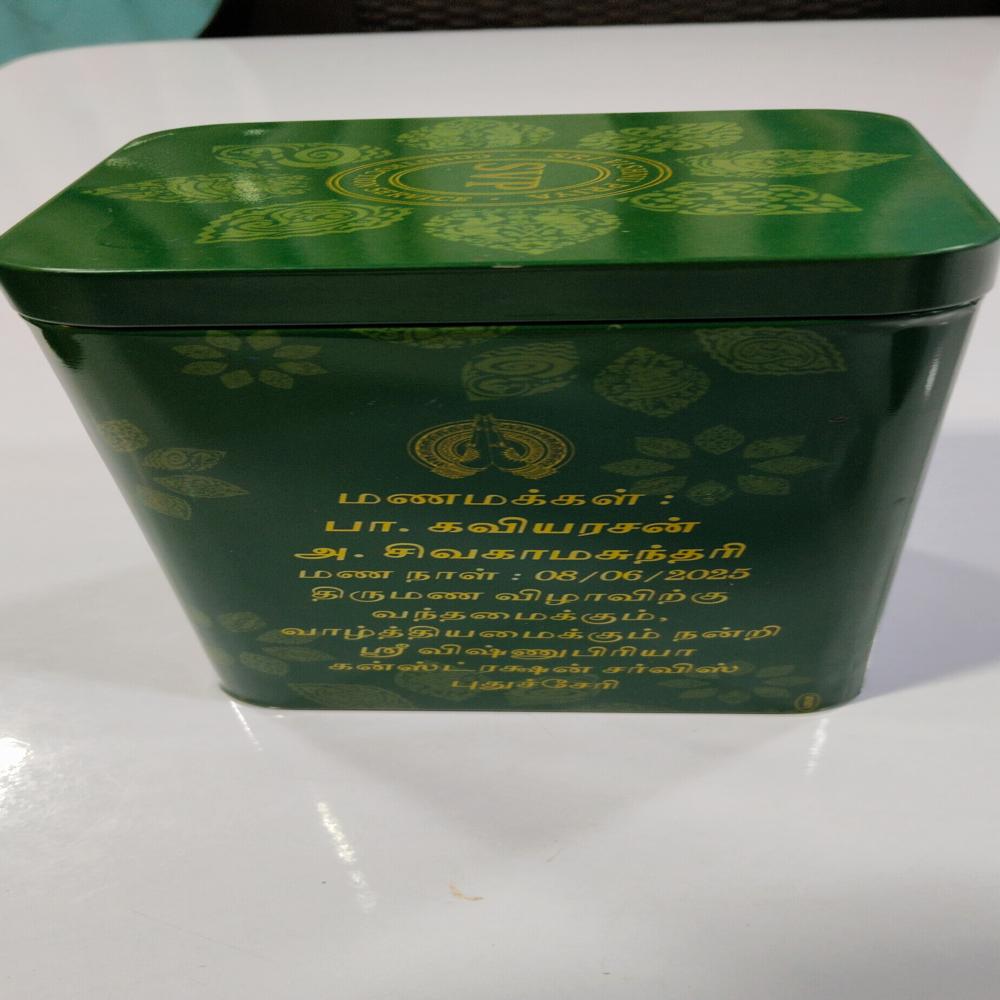 SVP
மணமக்கள் :
பா. கவியரசன்
அ. சிவகாமசுந்தரி
மண நாள் : 08/06/2025
திருமண விழாவிற்கு
வந்தமைக்கும்,
வாழ்த்தியமைக்கும் நன்றி
ஸ்ரீ விஷ்ணுபிரியா
கன்ஸ்ட்ரக்ஷன் சர்விஸ்
புதுச்சேரி